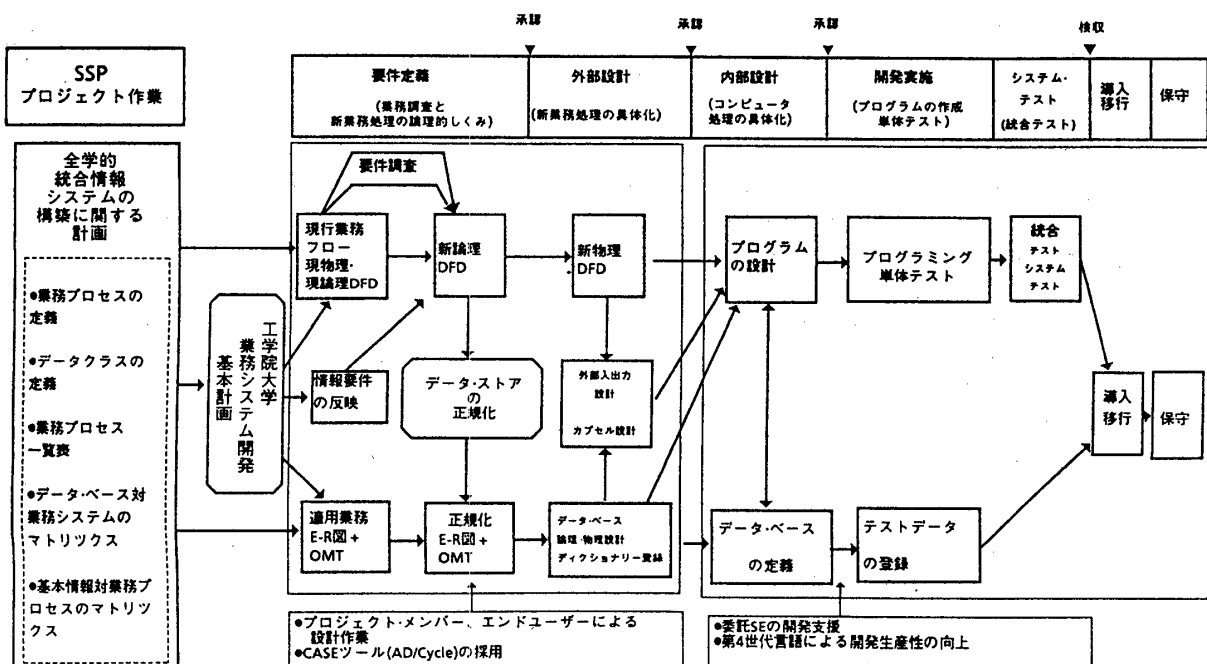 承認
承認
承認
検収
SSP
プロジェクト作業
要件定義
(業務調査と
新業務処理の論理的しくみ)
外部設計
(新業務処理の具体化)
内部設計
(コンピュータ
処理の具体化)
開発実施
(プログラムの作成
単体テスト)
システム・
テスト
(統合テスト)
導入
移行
保守
全学的
統合情報
システムの
構築に関する
計画
●業務プロセスの
定義
●データクラスの
定義
●業務プロセス
一覧表
●データ・ベース対
業務システムの
マトリックス
●基本情報対業務プ
ロセスのマトリッ
クス
工学院大学
業務システム開発
基本計画
要件調査
現行業務
フロー
現物理・
現論理DFD
新論理
DFD
新物理
DFD
情報要件
の反映
データ・ストア
の
正規化
外部入出力
設計
カプセル設計
適用業務
E-R図+
OMT
正規化
E-R図+
OMT
データ・ベース
論理・物理設計
ディクショナリー登録
プログラム
の設計
プログラミング
単体テスト
統合
テスト
システム
テスト
データ・ベース
の定義
テストデータ
の登録
導入
移行
保守
●プロジェクト・メンバー、エンドユーザーによる
設計作業
●CASEツール(AD/Cycle)の採用
●委託SEの開発支援
●第4世代言語による開発生産性の向上